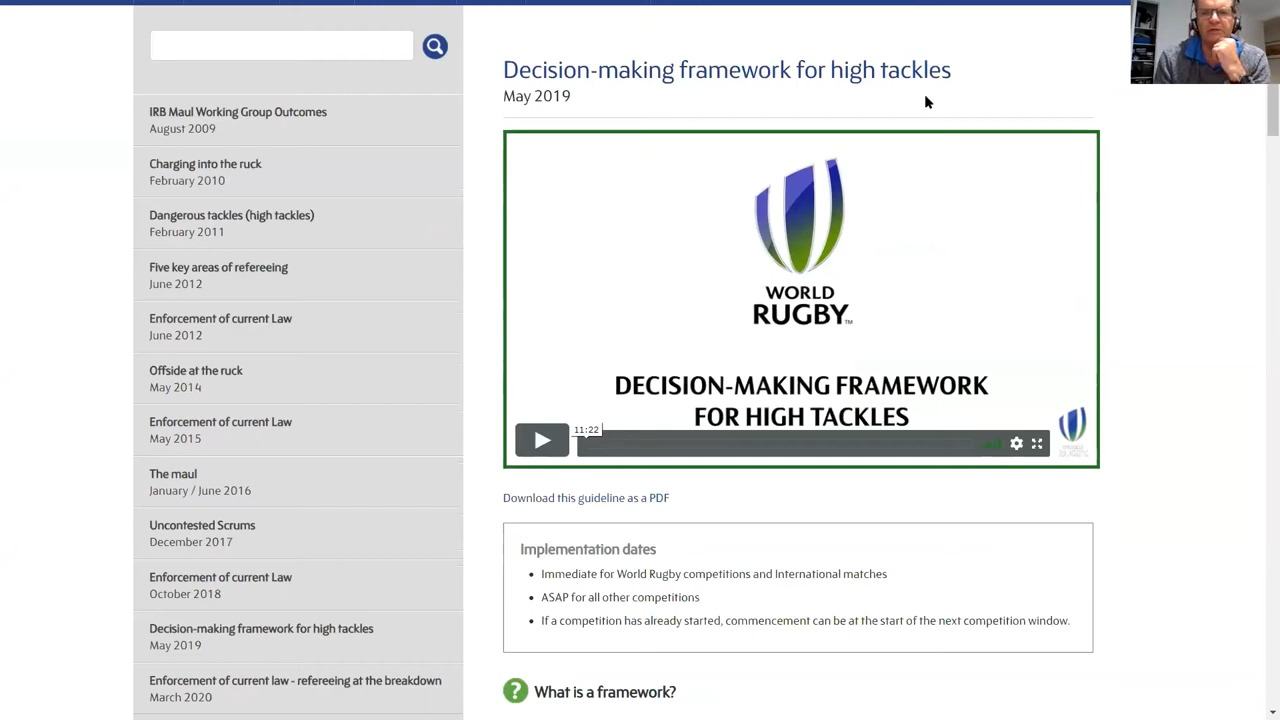 IRB Maul Working Group Outcomes
August 2009
Charging into the ruck
February 2010
Dangerous tackles (high tackles)
February 2011
Five key areas of refereeing
June 2012
Enforcement of current Law
June 2012
Offside at the ruck
May 2014
Enforcement of current Law
May 2015
The maul
January / June 2016
Uncontested Scrums
December 2017
Enforcement of current Law
October 2018
Decision-making framework for high tackles
May 2019
Enforcement of current law - refereeing at the breakdown
March 2020
Decision-making framework for high tackles
May 2019
WORLD
RUGBY™
DECISION-MAKING FRAMEWORK
FOR HIGH TACKLES
11:22
Download this guideline as a PDF
Implementation dates
• Immediate for World Rugby competitions and International matches
• ASAP for all other competitions
• If a competition has already started, commencement can be at the start of the next competition window.
? What is a framework?